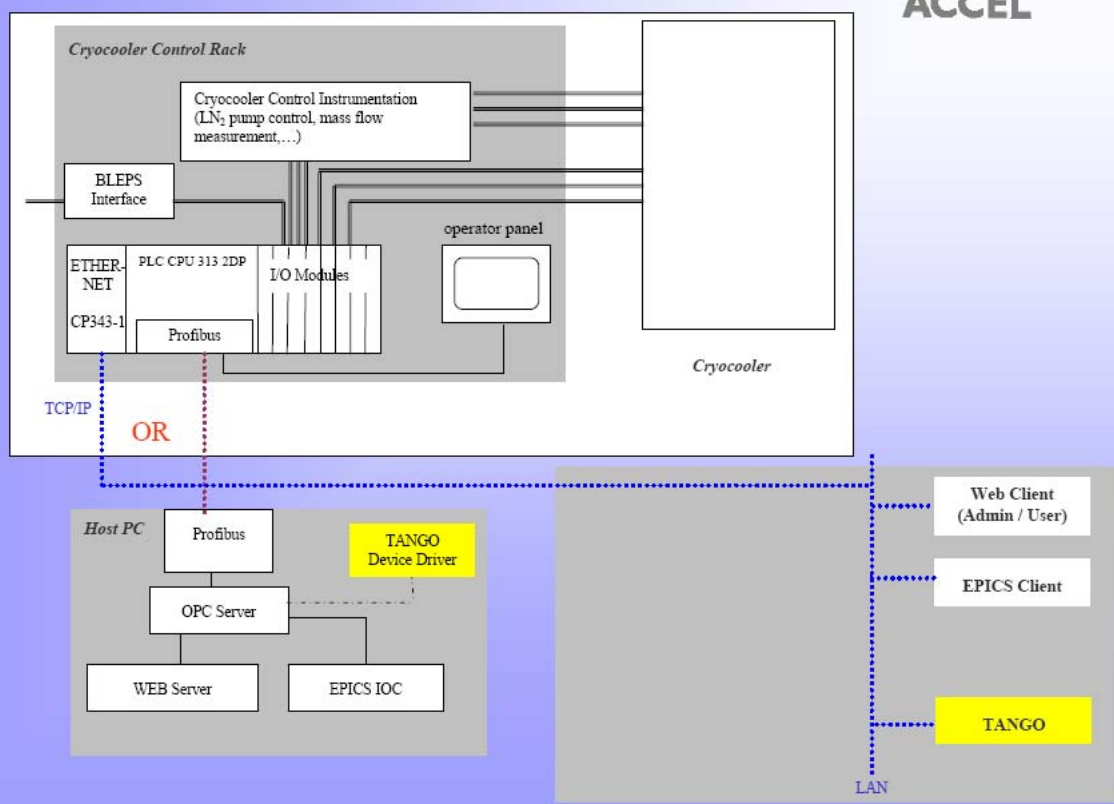 ACCEL
Cryocooler Control Rack
Cryocooler Control Instrumentation
(LN2 pump control, mass flow
measurement,…)
BLEPS
Interface
operator panel
ETHER-
NET
CP343-1
PLC CPU 313 2DP
I/O Modules
Profibus
Cryocooler
TCP/IP
OR
Host PC
Profibus
TANGO
Device Driver
OPC Server
WEB Server
EPICS IOC
Web Client
(Admin / User)
EPICS Client
TANGO
LAN